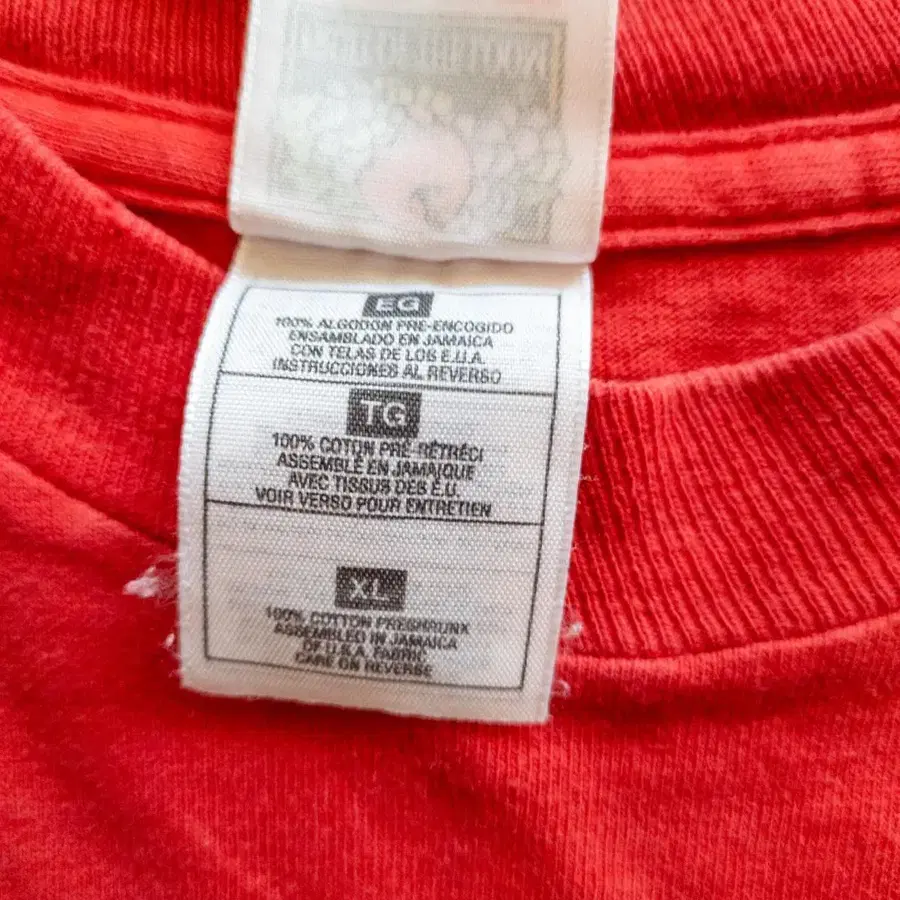 EG
100% ALGODON PRE-ENCOGIDO
ENSAMBLADO EN JAMAICA
CON TELAS DE LOS E.U.A.
INSTRUCCIONES AL REVERSO
TG
100% COTON PRÉ-RÉTRÉCI
ASSEMBLÉ EN JAMAIQUE
AVEC TISSUS DES É.U.
VOIR VERSO POUR ENTRETIEN
XL
100% COTTON PRESHRUNK
ASSEMBLED IN JAMAICA
OF U.S.A. FABRIC
CARE ON REVERSE